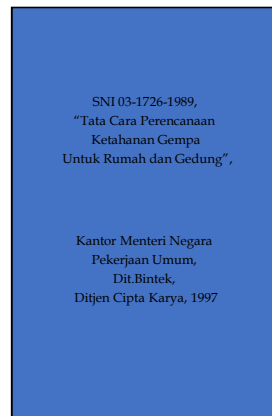 SNI 03-1726-1989,
“Tata Cara Perencanaan
Ketahanan Gempa
Untuk Rumah dan Gedung”,
Kantor Menteri Negara
Pekerjaan Umum,
Dit.Bintek,
Ditjen Cipta Karya, 1997